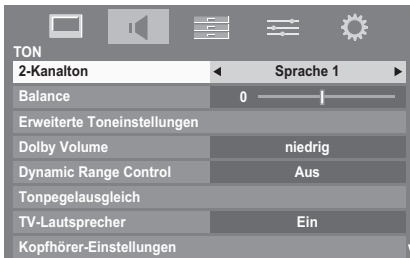 TON
2-Kanalton Sprache 1
Balance 0
Erweiterte Toneinstellungen
Dolby Volume niedrig
Dynamic Range Control Aus
Tonpegelausgleich
TV-Lautsprecher Ein
Kopfhörer-Einstellungen